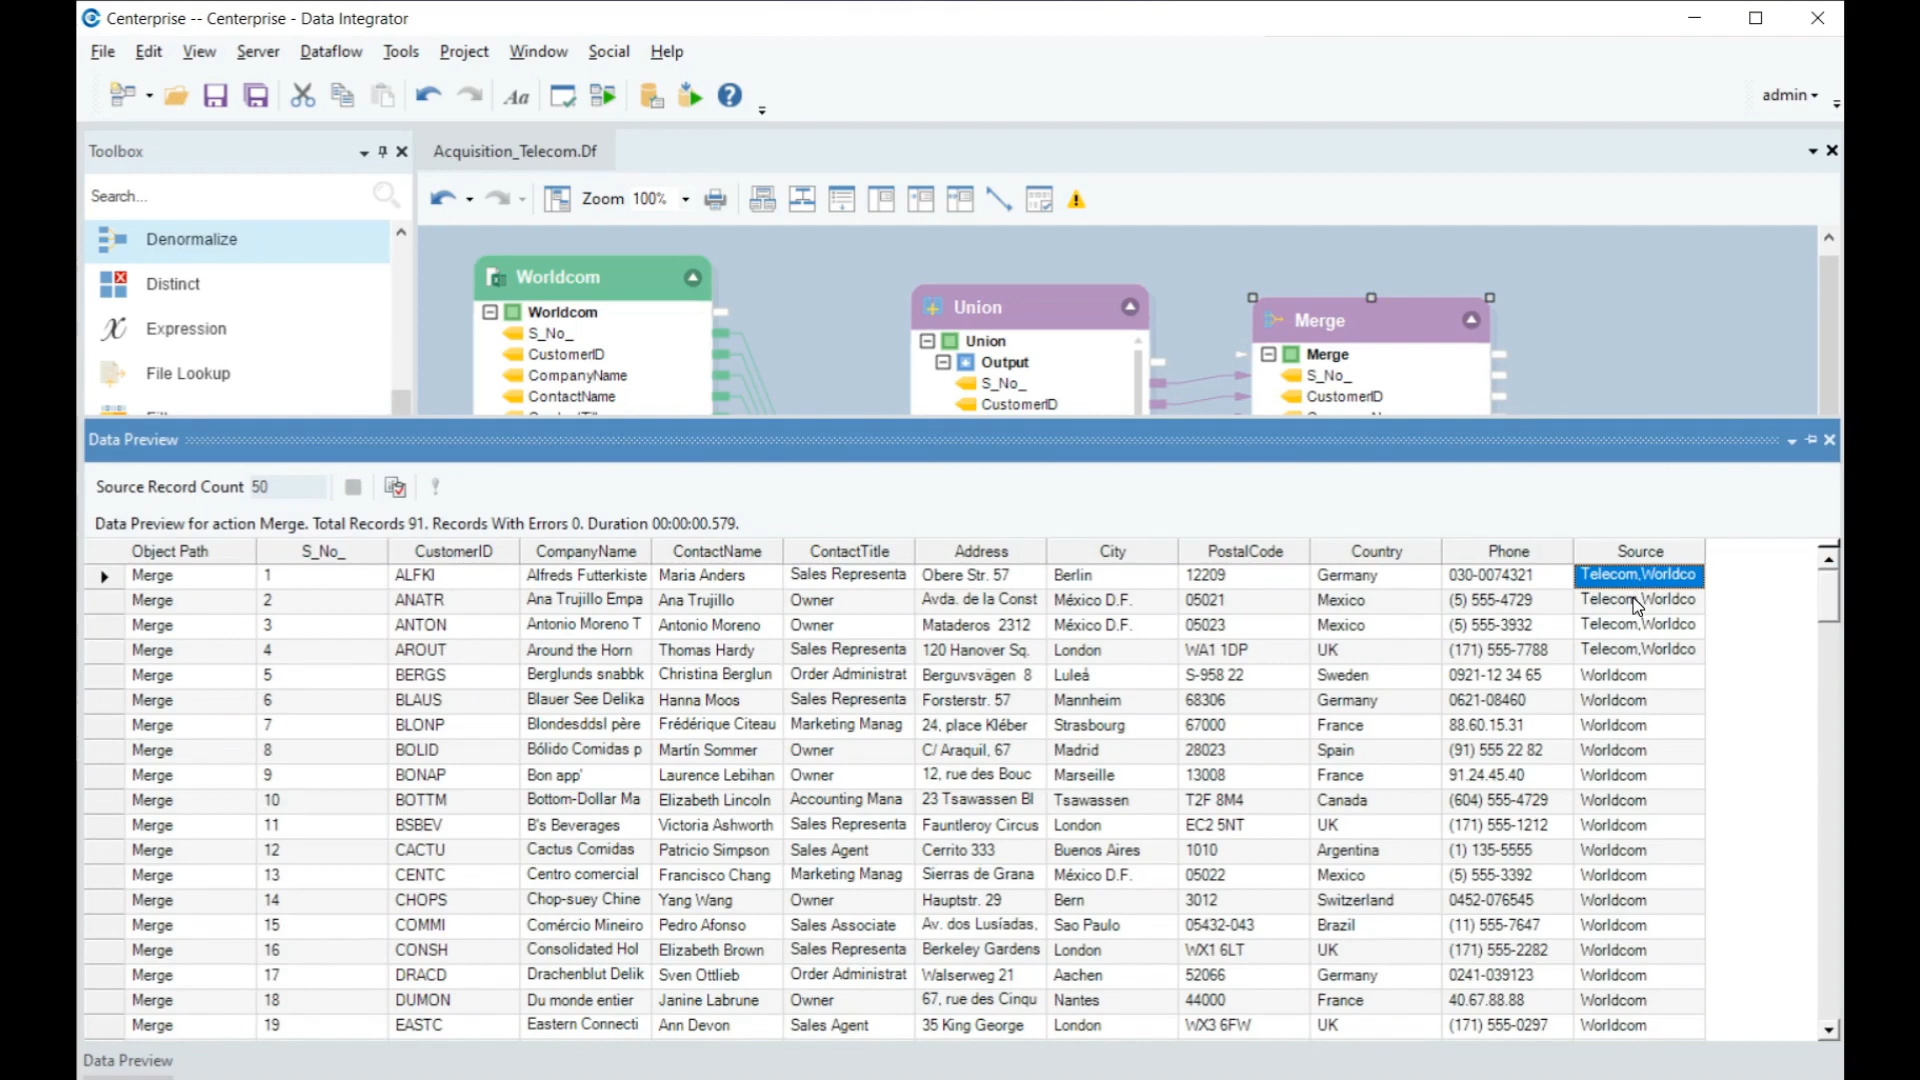 Centerprise -- Centerprise - Data Integrator
File Edit View Server Dataflow Tools Project Window Social Help
Aa
admin
Toolbox
Acquisition_Telecom.Df
Search...
Zoom 100%
Denormalize
Distinct
Expression
File Lookup
Worldcom
Worldcom
S_No_
CustomerID
CompanyName
ContactName
Union
Union
Output
S_No_
CustomerID
Merge
Merge
S_No_
CustomerID
Data Preview
Source Record Count 50
Data Preview for action Merge. Total Records 91. Records With Errors 0. Duration 00:00:00.579.
Object Path S_No_ CustomerID CompanyName ContactName ContactTitle Address City PostalCode Country Phone Source
Merge 1 ALFKI Alfreds Futterkiste Maria Anders Sales Representa Obere Str. 57 Berlin 12209 Germany 030-0074321 Telecom,Worldco
Merge 2 ANATR Ana Trujillo Empa Ana Trujillo Owner Avda. de la Const México D.F. 05021 Mexico (5) 555-4729 Telecom,Worldco
Merge 3 ANTON Antonio Moreno T Antonio Moreno Owner Mataderos 2312 México D.F. 05023 Mexico (5) 555-3932 Telecom,Worldco
Merge 4 AROUT Around the Horn Thomas Hardy Sales Representa 120 Hanover Sq. London WA1 1DP UK (171) 555-7788 Telecom,Worldco
Merge 5 BERGS Berglunds snabbk Christina Berglun Order Administrat Berguvsvägen 8 Luleå S-958 22 Sweden 0921-12 34 65 Worldcom
Merge 6 BLAUS Blauer See Delika Hanna Moos Sales Representa Forsterstr. 57 Mannheim 68306 Germany 0621-08460 Worldcom
Merge 7 BLONP Blondesddsl père Frédérique Citeau Marketing Manag 24, place Kléber Strasbourg 67000 France 88.60.15.31 Worldcom
Merge 8 BOLID Bólido Comidas p Martín Sommer Owner C/ Araquil, 67 Madrid 28023 Spain (91) 555 22 82 Worldcom
Merge 9 BONAP Bon app' Laurence Lebihan Owner 12, rue des Bouc Marseille 13008 France 91.24.45.40 Worldcom
Merge 10 BOTTM Bottom-Dollar Ma Elizabeth Lincoln Accounting Mana 23 Tsawassen Bl Tsawassen T2F 8M4 Canada (604) 555-4729 Worldcom
Merge 11 BSBEV B's Beverages Victoria Ashworth Sales Representa Fauntleroy Circus London EC2 5NT UK (171) 555-1212 Worldcom
Merge 12 CACTU Cactus Comidas Patricio Simpson Sales Agent Cerrito 333 Buenos Aires 1010 Argentina (1) 135-5555 Worldcom
Merge 13 CENTC Centro comercial Francisco Chang Marketing Manag Sierras de Grana México D.F. 05022 Mexico (5) 555-3392 Worldcom
Merge 14 CHOPS Chop-suey Chine Yang Wang Owner Hauptstr. 29 Bern 3012 Switzerland 0452-076545 Worldcom
Merge 15 COMMI Comércio Mineiro Pedro Afonso Sales Associate Av. dos Lusíadas, Sao Paulo 05432-043 Brazil (11) 555-7647 Worldcom
Merge 16 CONSH Consolidated Hol Elizabeth Brown Sales Representa Berkeley Gardens London WX1 6LT UK (171) 555-2282 Worldcom
Merge 17 DRACD Drachenblut Delik Sven Ottlieb Order Administrat Walserweg 21 Aachen 52066 Germany 0241-039123 Worldcom
Merge 18 DUMON Du monde entier Janine Labrune Owner 67, rue des Cinqu Nantes 44000 France 40.67.88.88 Worldcom
Merge 19 EASTC Eastern Connecti Ann Devon Sales Agent 35 King George London WX3 6FW UK (171) 555-0297 Worldcom
Data Preview